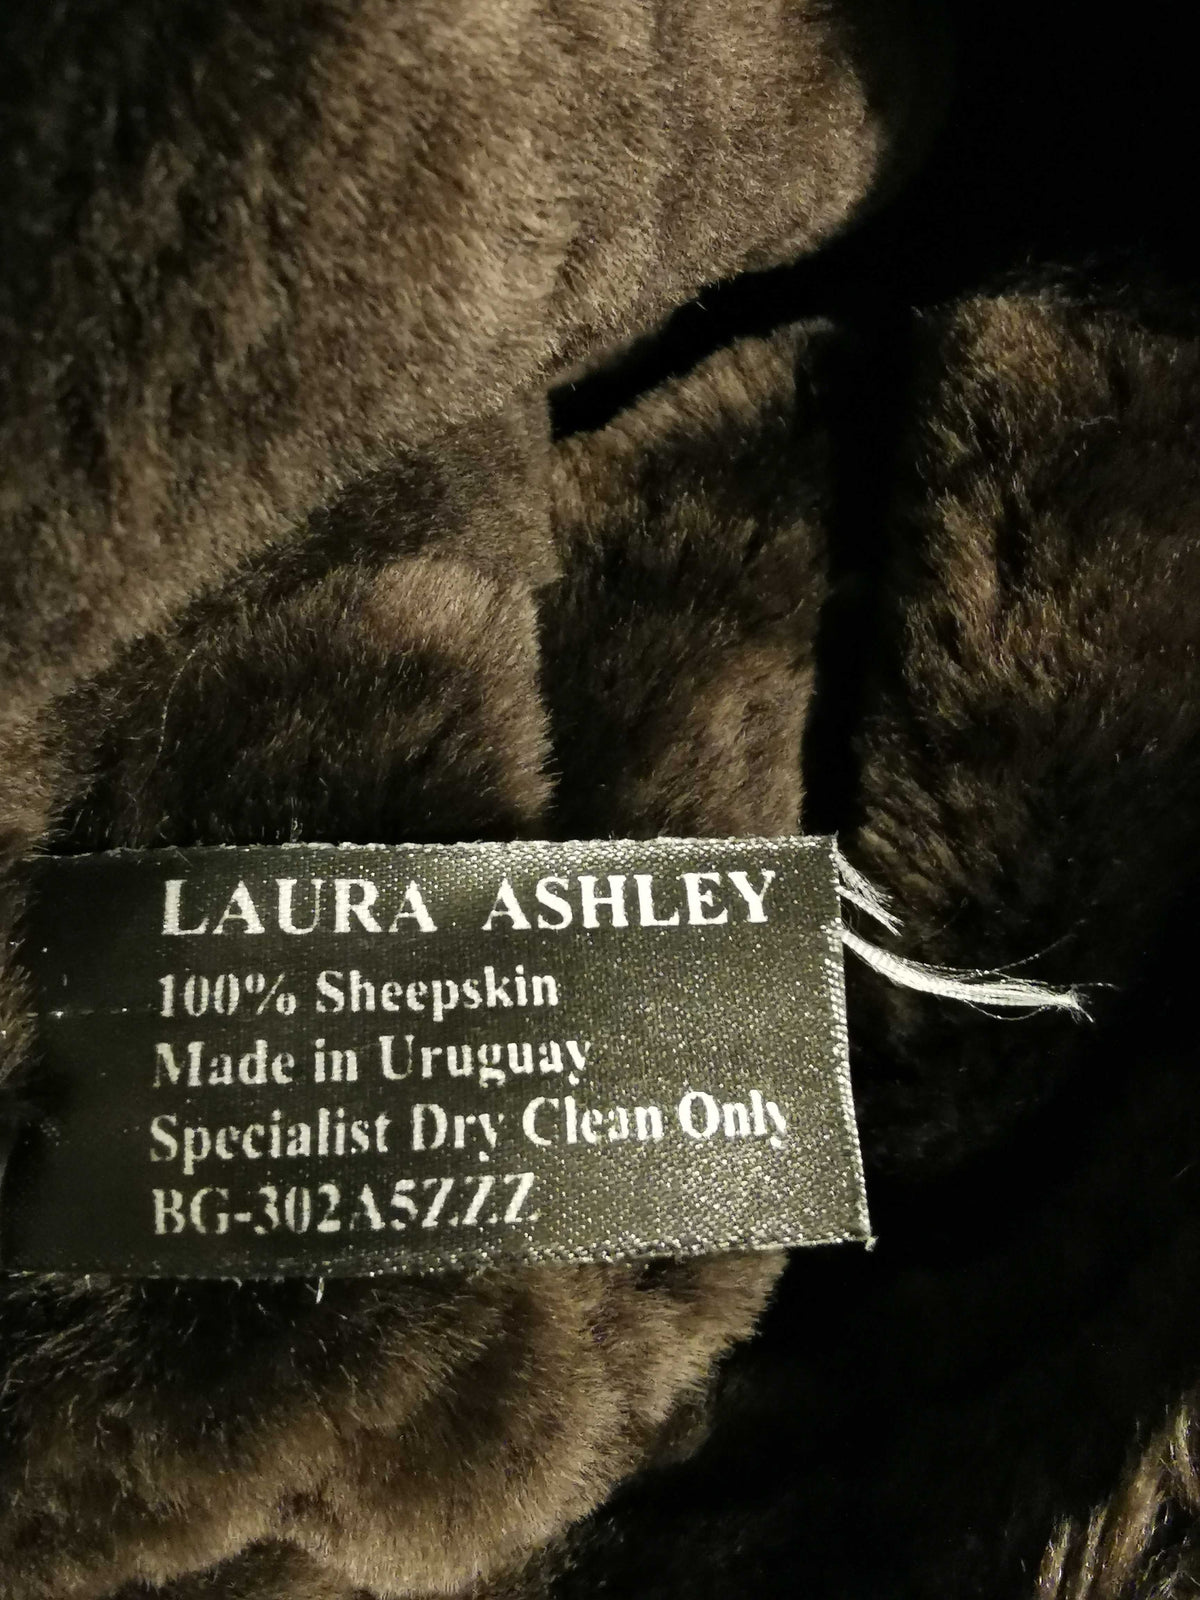 LAURA ASHLEY
100% Sheepskin
Made in Uruguay
Specialist Dry Clean Only
BG-302A5ZZZ